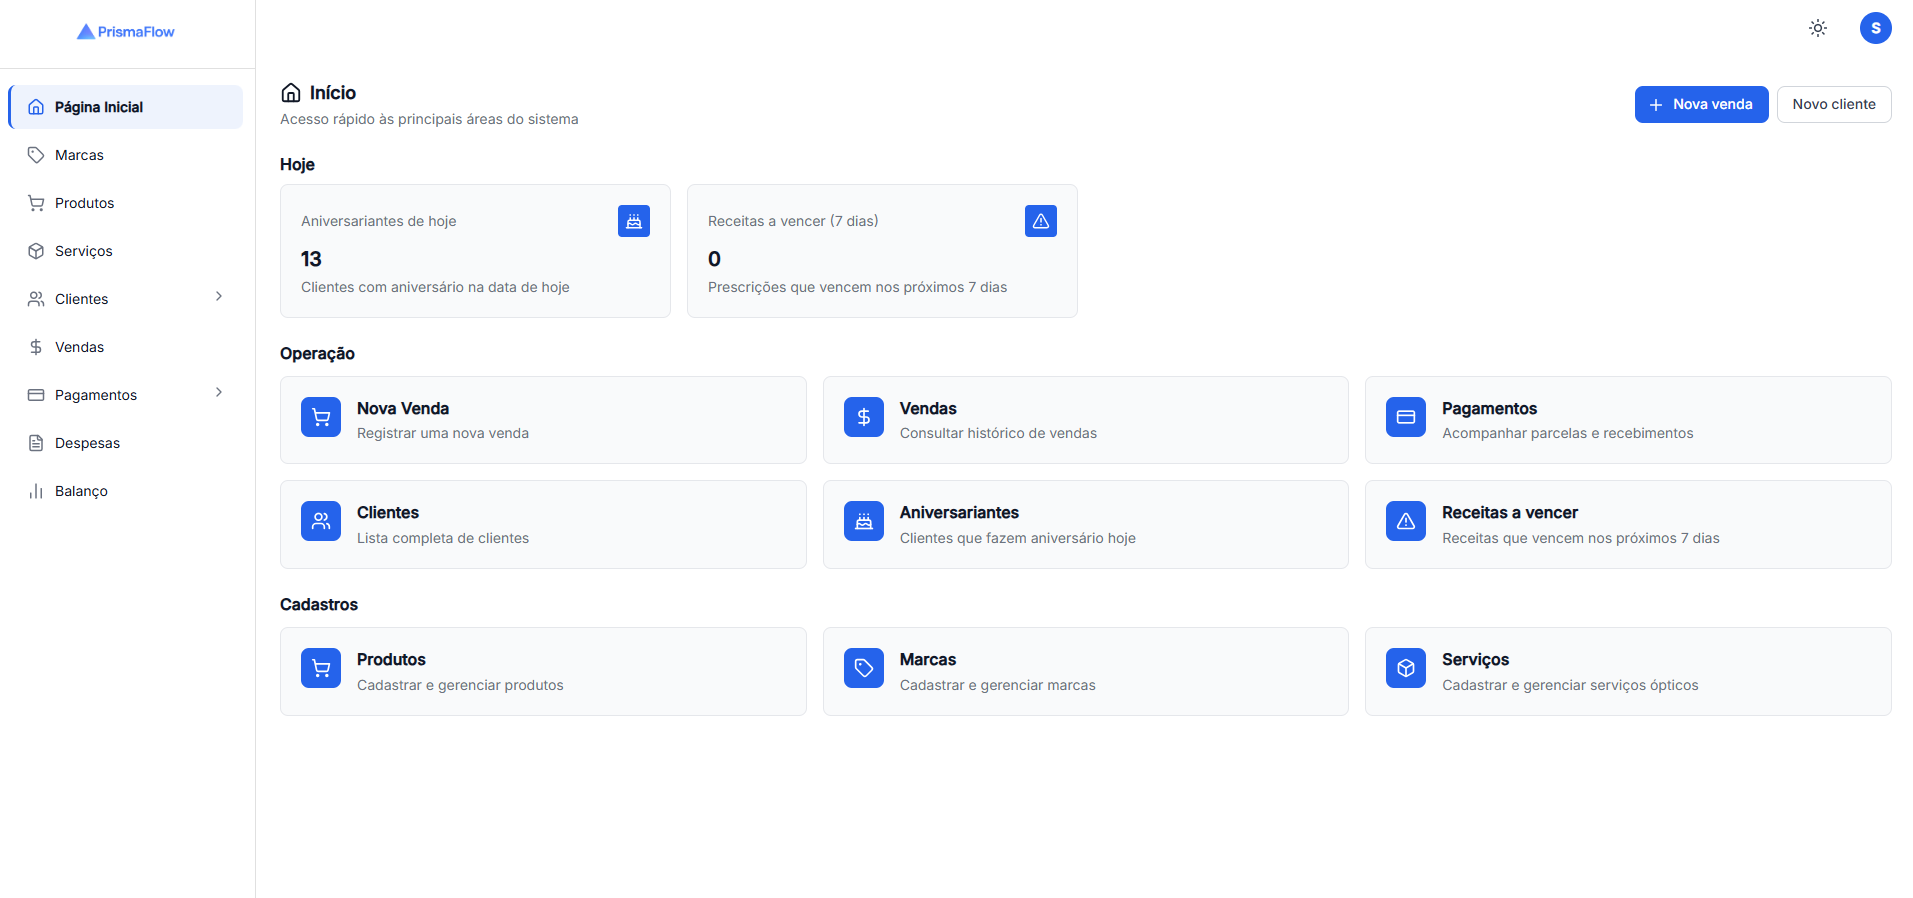 PrismaFlow
S
Página Inicial
Marcas
Produtos
Serviços
Clientes
Vendas
Pagamentos
Despesas
Balanço
Início
Acesso rápido às principais áreas do sistema
Nova venda
Novo cliente
Hoje
Aniversariantes de hoje
13
Clientes com aniversário na data de hoje
Receitas a vencer (7 dias)
0
Prescrições que vencem nos próximos 7 dias
Operação
Nova Venda
Registrar uma nova venda
Vendas
Consultar histórico de vendas
Pagamentos
Acompanhar parcelas e recebimentos
Clientes
Lista completa de clientes
Aniversariantes
Clientes que fazem aniversário hoje
Receitas a vencer
Receitas que vencem nos próximos 7 dias
Cadastros
Produtos
Cadastrar e gerenciar produtos
Marcas
Cadastrar e gerenciar marcas
Serviços
Cadastrar e gerenciar serviços ópticos